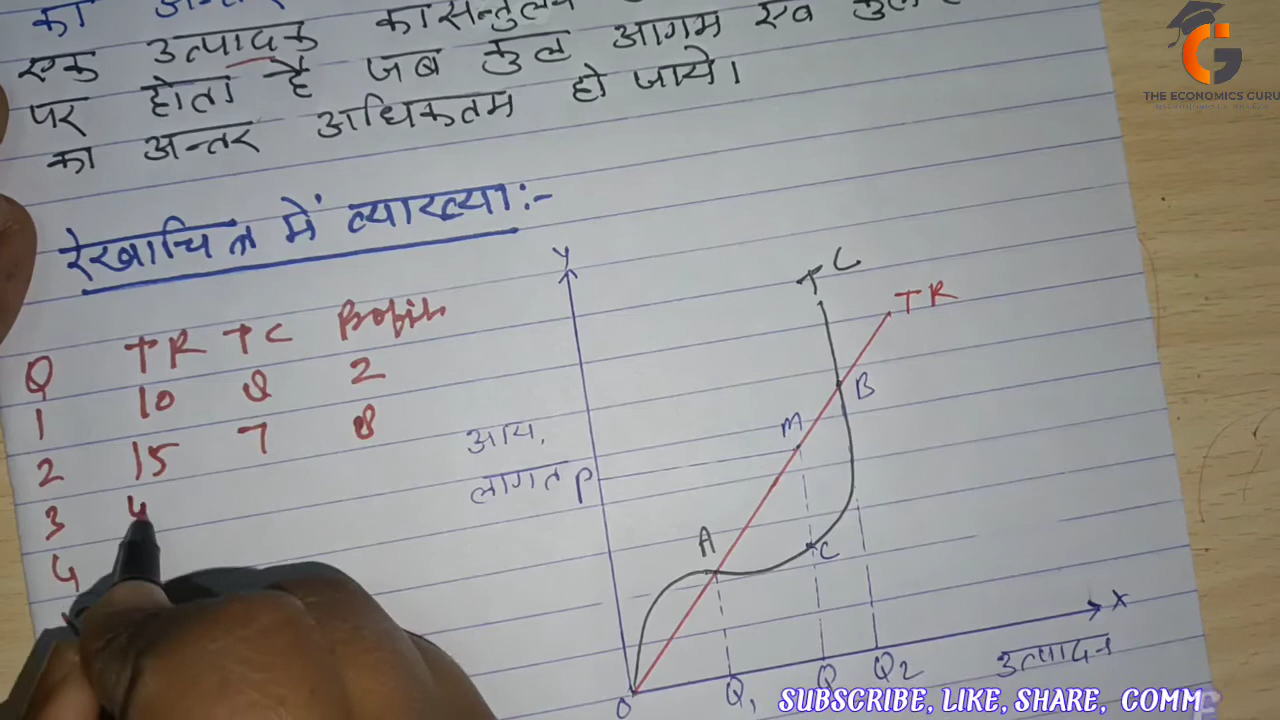 का
एक उत्पादक का सन्तुलन
पर होता है जब कुल आगम एवं कुल
का अन्तर अधिकतम हो जाये।
रेखाचित्र में व्याख्या:-
Q TR TC Profit
1 10 8 2
2 15 7 8
3 4
4
Y
TC
TR
B
M
आय,
लागत P
A
C
X
O Q1 Q Q2 उत्पादन
THE ECONOMICS GURU
SUBSCRIBE, LIKE, SHARE, COMM